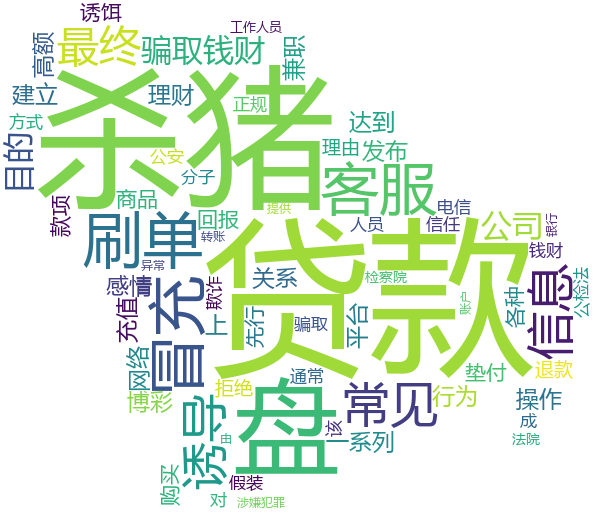 诱饵
工作人员
最终
骗取钱财
兼职
高额
杀猪
建立
理财
正规
达到
方式
目的
公安
分子
理由
发布
客服
商品
提供
电信
款项
刷单
回报
转账
人员
信任
公司
银行
贷款
钱财
异常
感情
关系
检察院
信息
公检法
充值
冒充
欺诈
上
先行
骗取
平台
账户
各种
网络
拒绝
通常
垫付
退款
博彩
诱导
盘
常见
行为
操作
购买
由
该
一系列
成
法院
假装
对
涉嫌犯罪